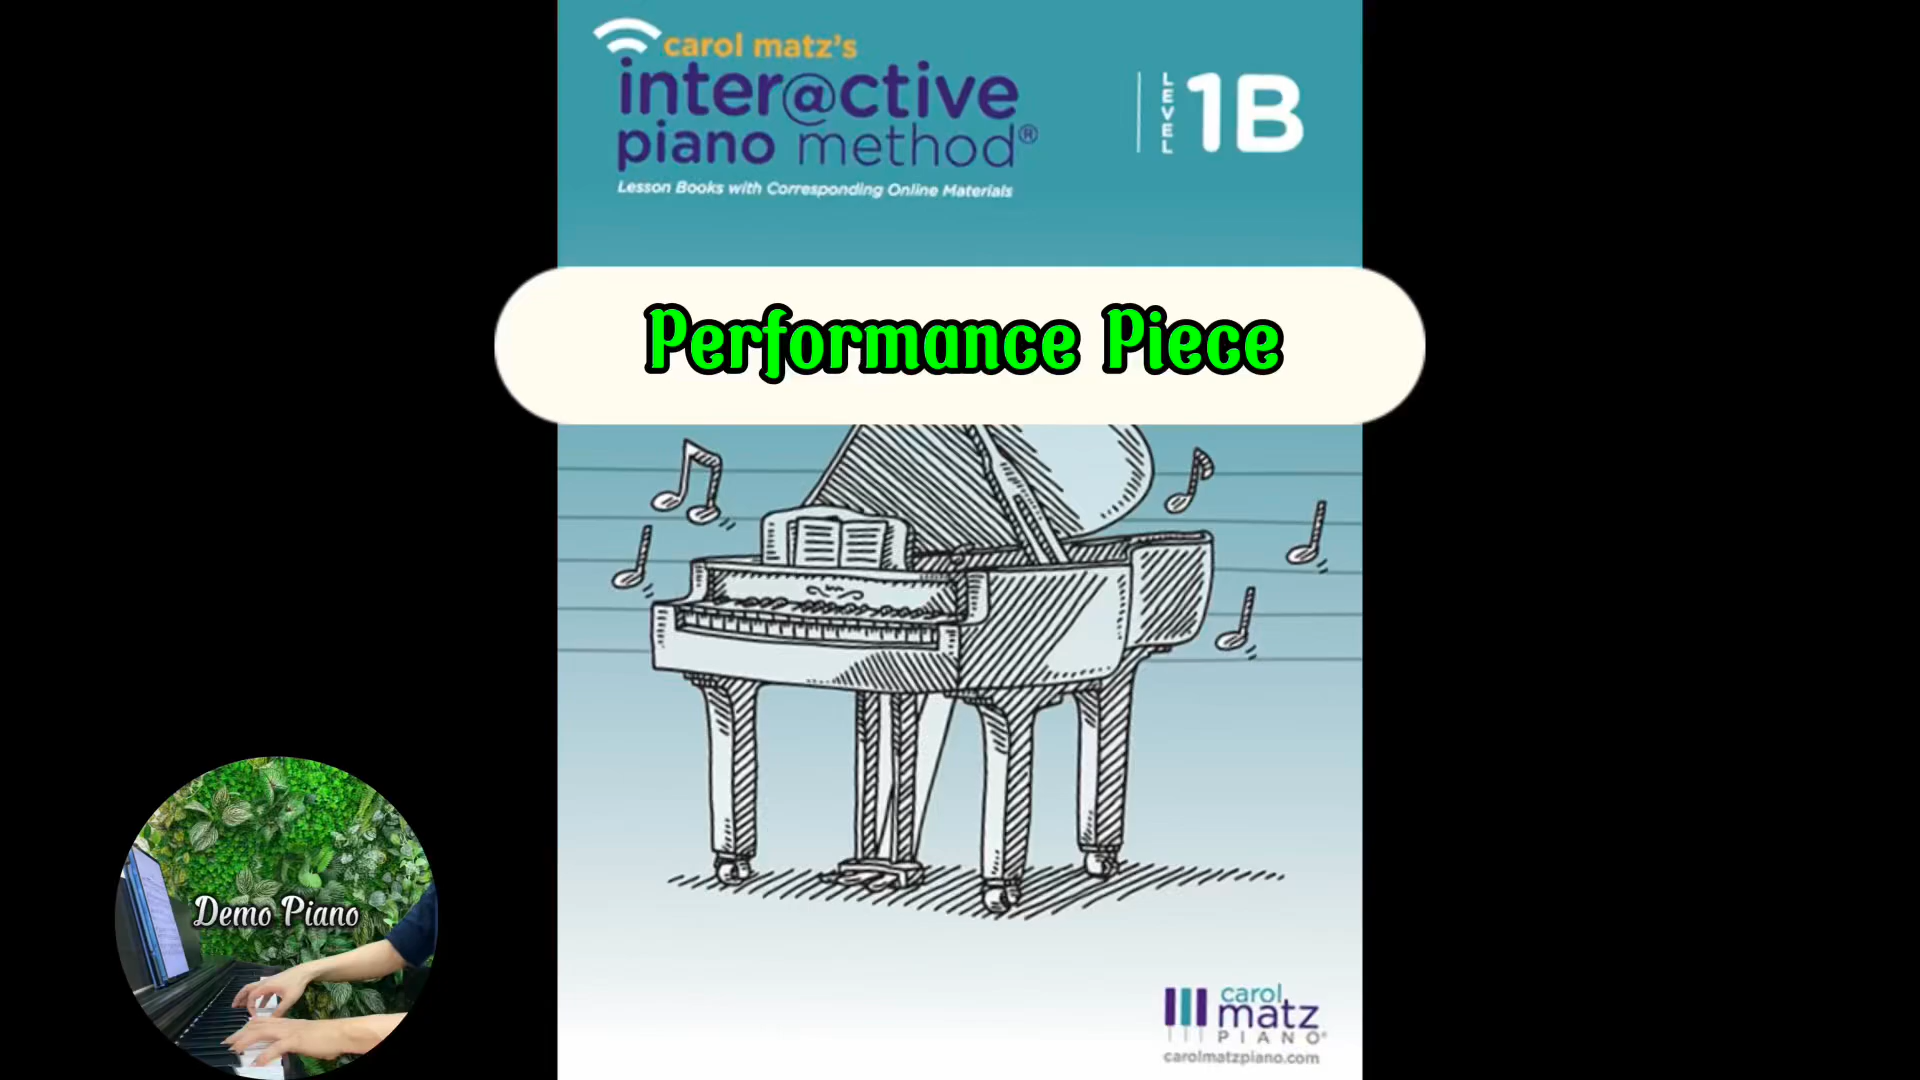 carol matz's
inter@ctive
piano method®
Lesson Books with Corresponding Online Materials
LEVEL
1B
Performance Piece
Demo Piano
carol
matz
PIANO®
carolmatzpiano.com